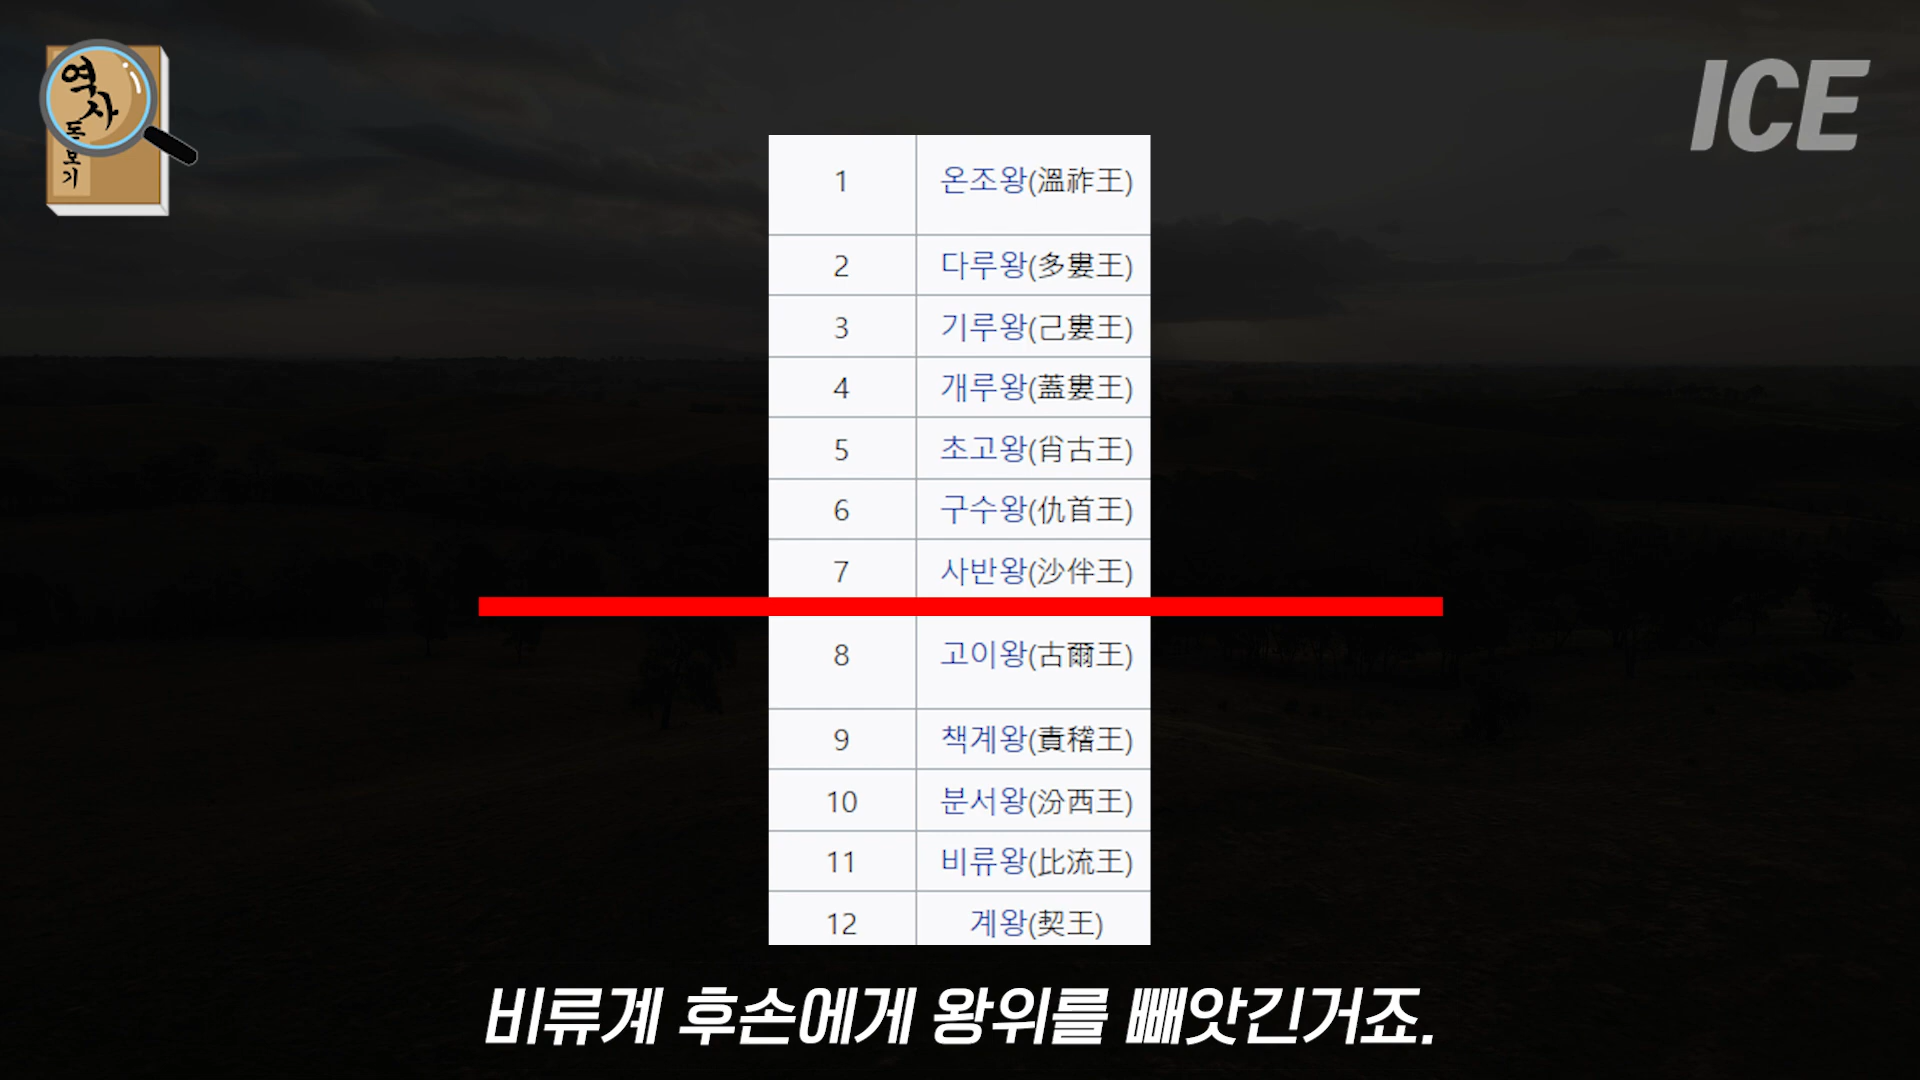 역사
돋보기
ICE
1 온조왕(溫祚王)
2 다루왕(多婁王)
3 기루왕(己婁王)
4 개루왕(蓋婁王)
5 초고왕(肖古王)
6 구수왕(仇首王)
7 사반왕(沙伴王)
8 고이왕(古爾王)
9 책계왕(責稽王)
10 분서왕(汾西王)
11 비류왕(比流王)
12 계왕(契王)
비류계 후손에게 왕위를 빼앗긴거죠.